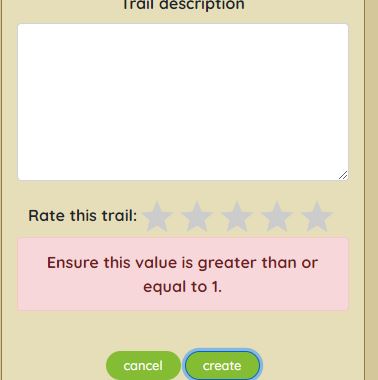 Trail description
Rate this trail:
Ensure this value is greater than or
equal to 1.
cancel
create